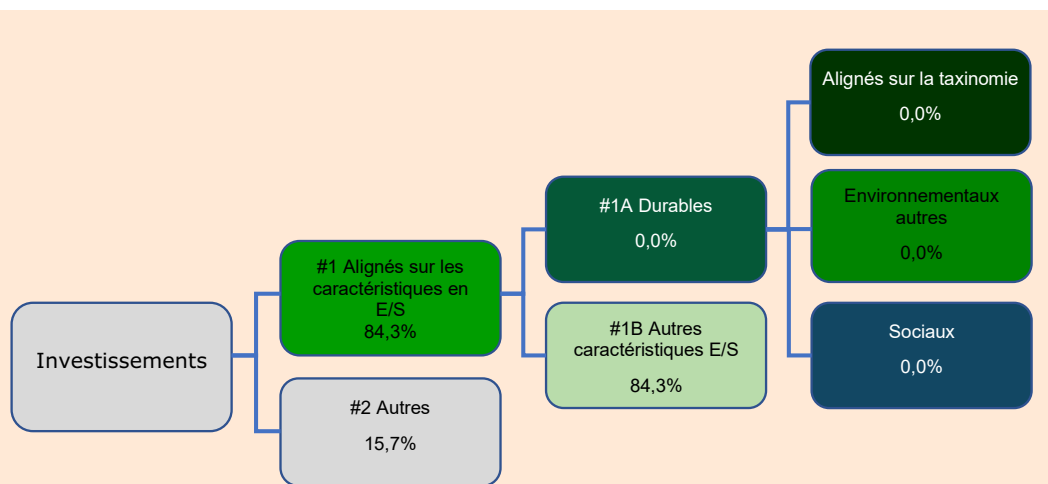 Investissements
#1 Alignés sur les
caractéristiques en
E/S
84,3%
#2 Autres
15,7%
#1A Durables
0,0%
#1B Autres
caractéristiques E/S
84,3%
Alignés sur la taxinomie
0,0%
Environnementaux
autres
0,0%
Sociaux
0,0%